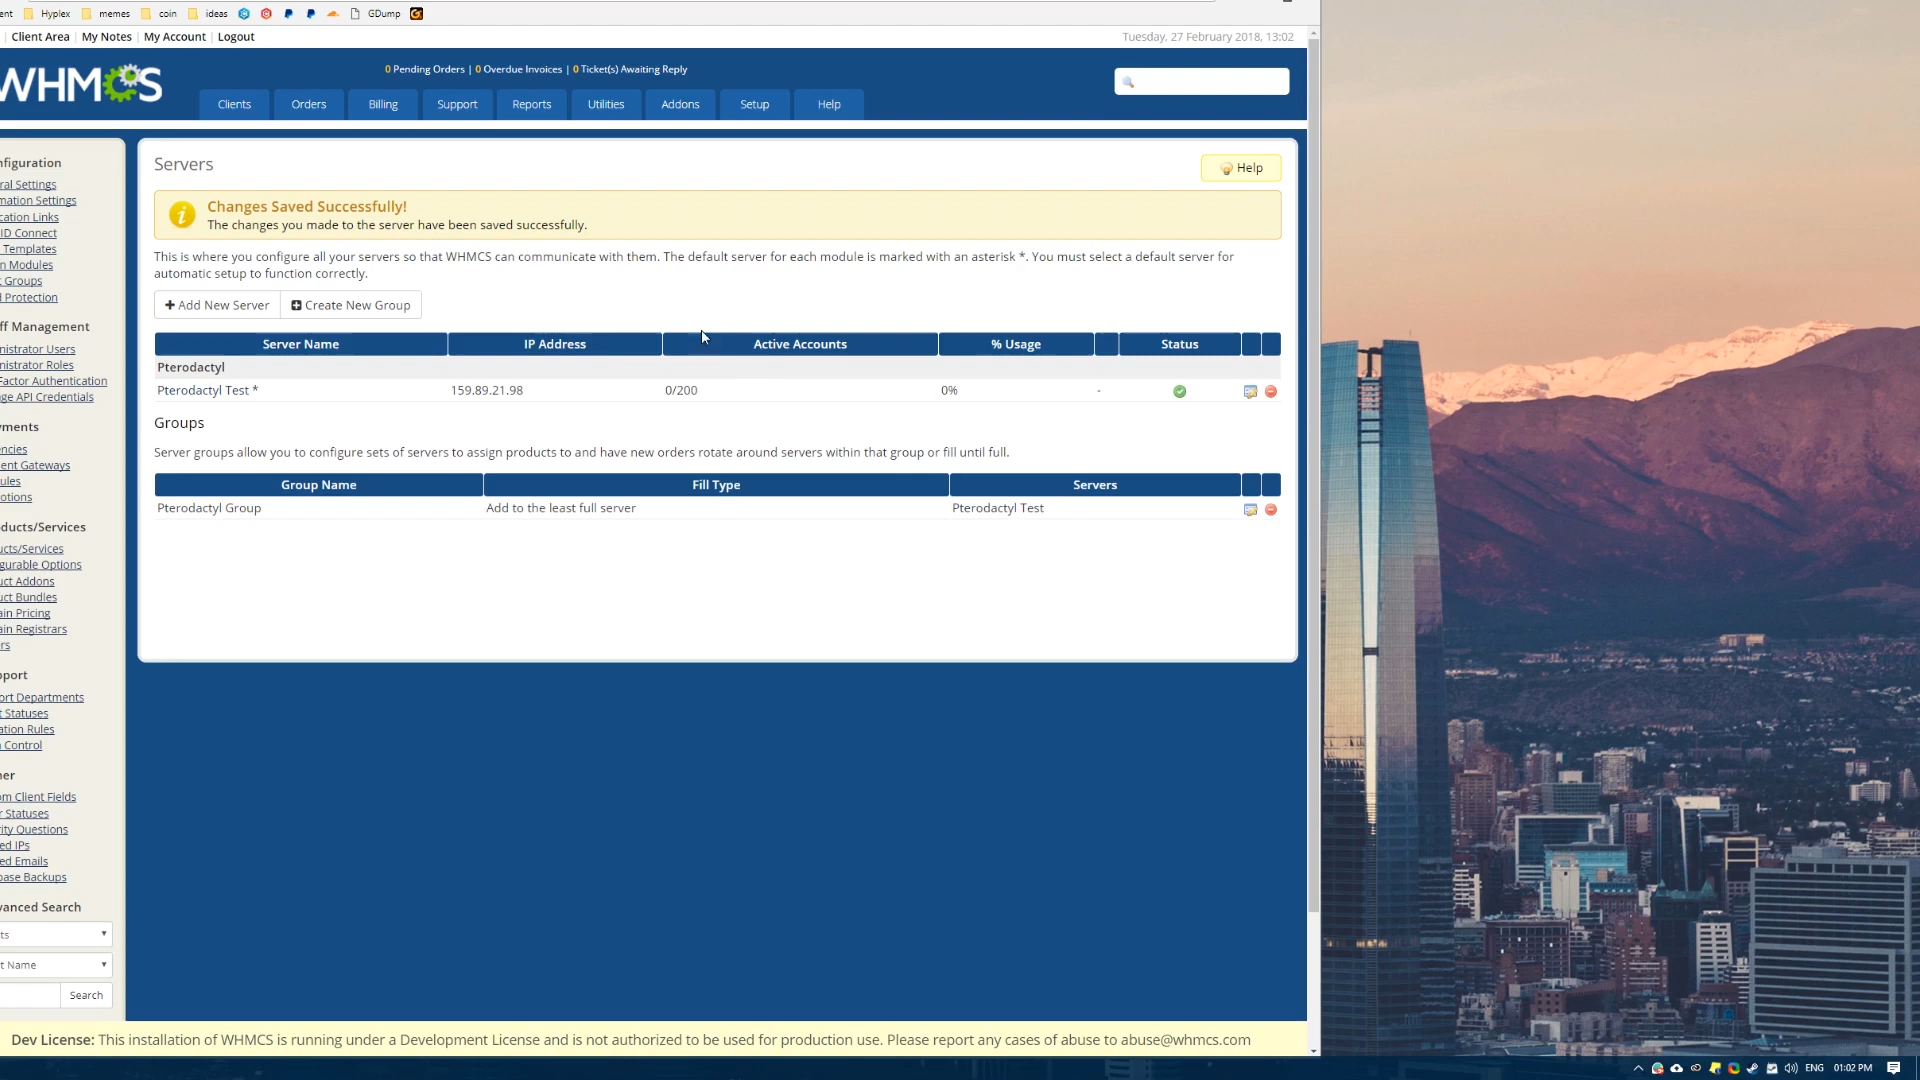 ent Hyplex memes coin ideas GDump
Client Area | My Notes | My Account | Logout
Tuesday, 27 February 2018, 13:02
WHMCS
0 Pending Orders | 0 Overdue Invoices | 0 Ticket(s) Awaiting Reply
Clients Orders Billing Support Reports Utilities Addons Setup Help
nfiguration
ral Settings
mation Settings
cation Links
ID Connect
Templates
n Modules
t Groups
d Protection
ff Management
nistrator Users
nistrator Roles
Factor Authentication
ge API Credentials
yments
encies
ent Gateways
ules
otions
ducts/Services
ucts/Services
gurable Options
uct Addons
uct Bundles
ain Pricing
ain Registrars
rs
pport
ort Departments
t Statuses
ation Rules
n Control
her
om Client Fields
r Statuses
rity Questions
ed IPs
ed Emails
base Backups
vanced Search
ts
t Name
Search
Servers
Help
Changes Saved Successfully!
The changes you made to the server have been saved successfully.
This is where you configure all your servers so that WHMCS can communicate with them. The default server for each module is marked with an asterisk *. You must select a default server for
automatic setup to function correctly.
Add New Server Create New Group
Server Name IP Address Active Accounts % Usage Status
Pterodactyl
Pterodactyl Test * 159.89.21.98 0/200 0% -
Groups
Server groups allow you to configure sets of servers to assign products to and have new orders rotate around servers within that group or fill until full.
Group Name Fill Type Servers
Pterodactyl Group Add to the least full server Pterodactyl Test
Dev License: This installation of WHMCS is running under a Development License and is not authorized to be used for production use. Please report any cases of abuse to abuse@whmcs.com
ENG 01:02 PM